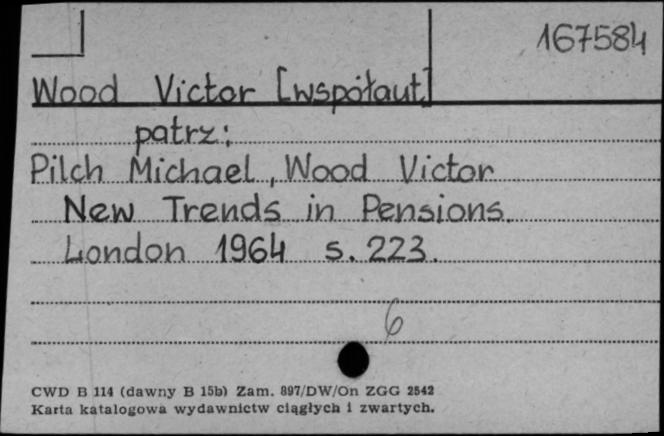 167584
Wood Victor [współaut.]
patrz:
Pilch Michael, Wood Victor
New Trends in Pensions.
London 1964 s. 223.
6
CWD B 114 (dawny B 15b) Zam. 897/DW/On ZGG 2542
Karta katalogowa wydawnictw ciągłych i zwartych.